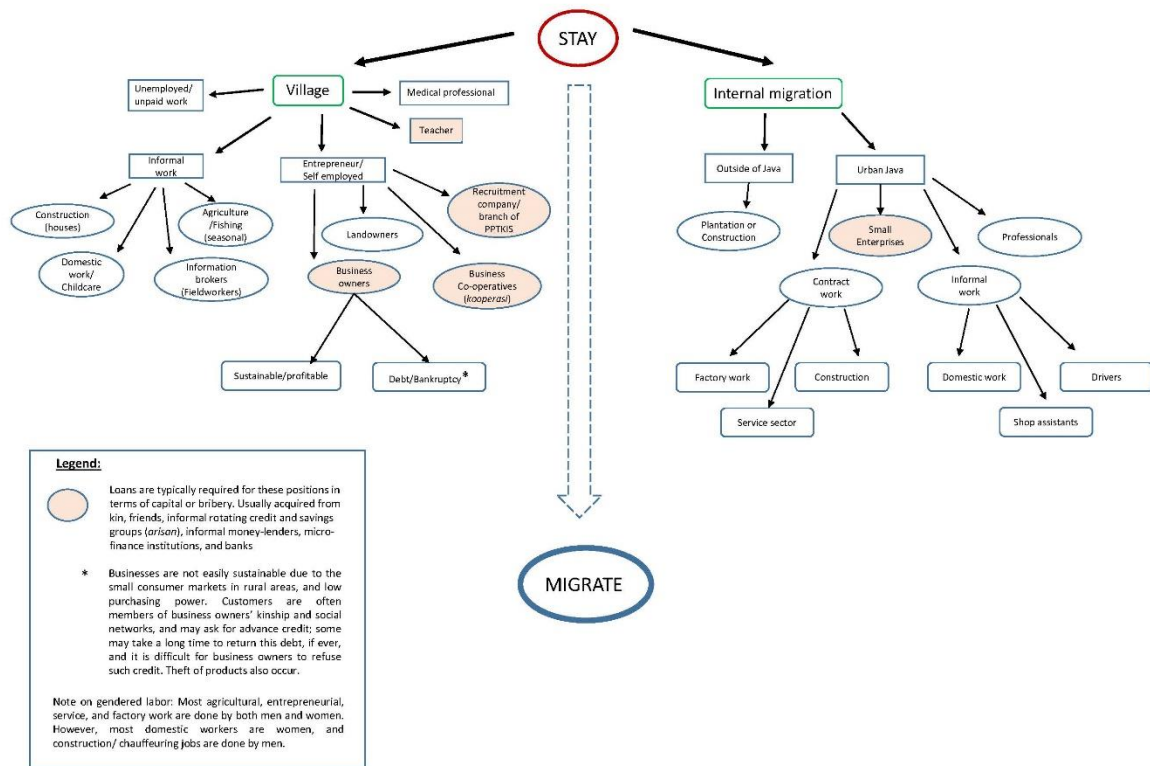 STAY
Village
Internal migration
Unemployed/
unpaid work
Medical professional
Teacher
Informal
work
Entrepreneur/
Self employed
Outside of Java
Urban Java
Construction
(houses)
Agriculture
/Fishing
(seasonal)
Domestic
work/
Childcare
Information
brokers
(Fieldworkers)
Landowners
Recruitment
company/
branch of
PPTKIS
Business
owners
Business
Co-operatives
(kooperasi)
Sustainable/profitable
Debt/Bankruptcy*
Plantation or
Construction
Small
Enterprises
Professionals
Contract
work
Informal
work
Factory work
Construction
Domestic work
Drivers
Service sector
Shop assistants
MIGRATE
Legend:
Loans are typically required for these positions in
terms of capital or bribery. Usually acquired from
kin, friends, informal rotating credit and savings
groups (arisan), informal money-lenders, micro-
finance institutions, and banks
* Businesses are not easily sustainable due to the
small consumer markets in rural areas, and low
purchasing power. Customers are often
members of business owners' kinship and social
networks, and may ask for advance credit; some
may take a long time to return this debt, if ever,
and it is difficult for business owners to refuse
such credit. Theft of products also occur.
Note on gendered labor: Most agricultural, entrepreneurial,
service, and factory work are done by both men and women.
However, most domestic workers are women, and
construction/ chauffeuring jobs are done by men.